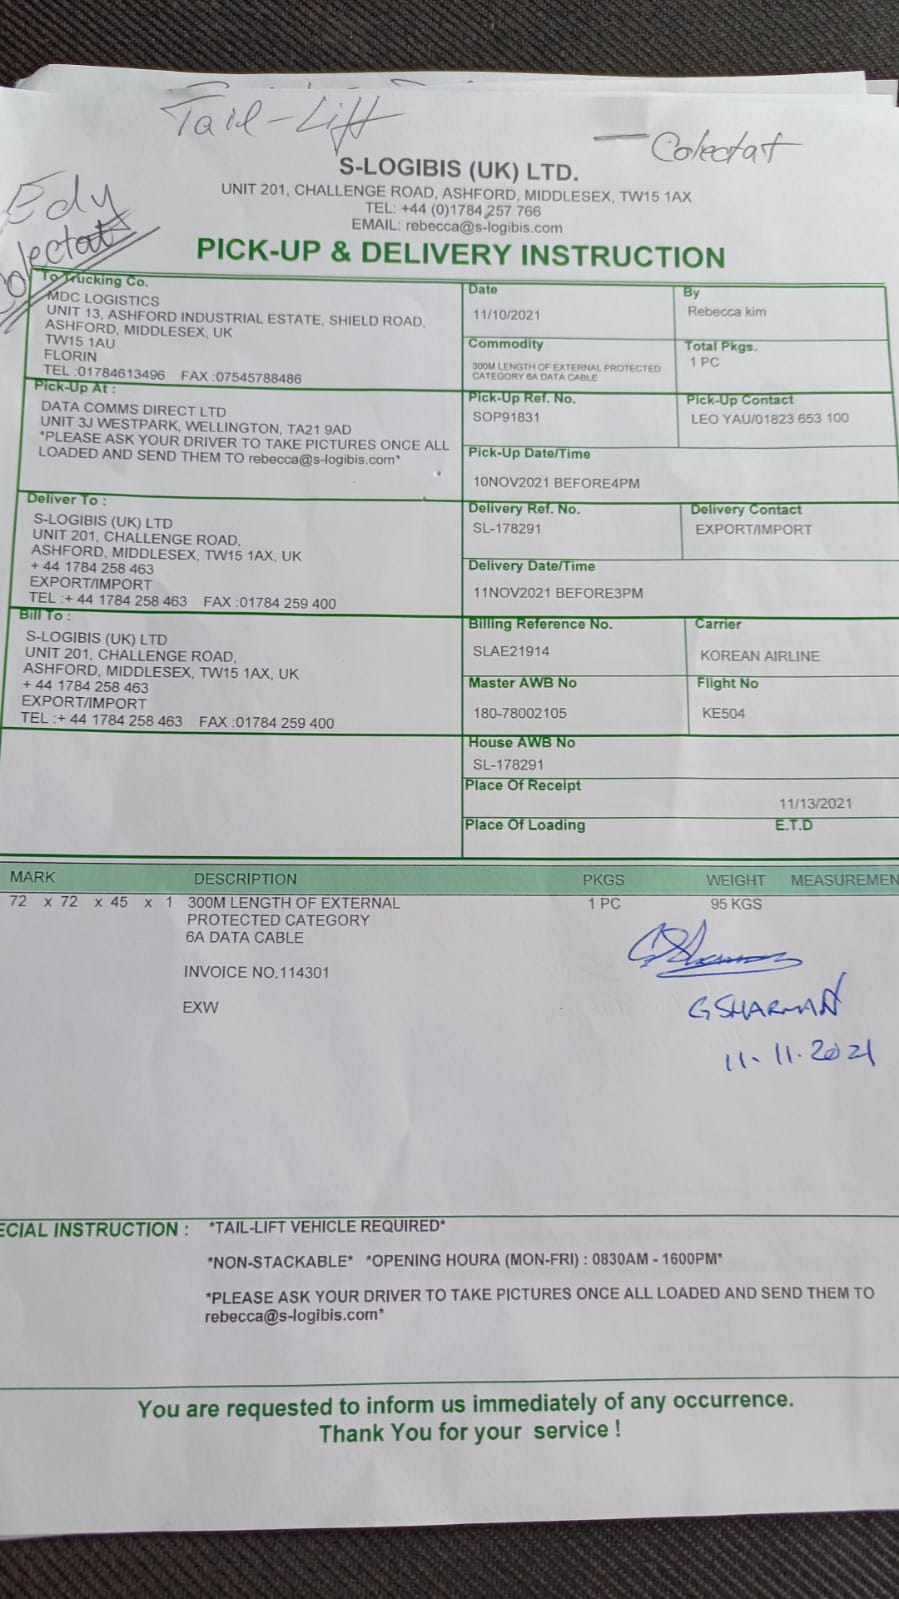 Tail-Lift
Colectat
Edy
Colectat
S-LOGIBIS (UK) LTD.
UNIT 201, CHALLENGE ROAD, ASHFORD, MIDDLESEX, TW15 1AX
TEL: +44 (0)1784 257 766
EMAIL: rebecca@s-logibis.com
PICK-UP & DELIVERY INSTRUCTION
To Trucking Co.
MDC LOGISTICS
UNIT 13, ASHFORD INDUSTRIAL ESTATE, SHIELD ROAD,
ASHFORD, MIDDLESEX, UK
TW15 1AU
FLORIN
TEL :01784613496 FAX :07545788486
Date
11/10/2021
By
Rebecca kim
Commodity
300M LENGTH OF EXTERNAL PROTECTED
CATEGORY 6A DATA CABLE
Total Pkgs.
1 PC
Pick-Up At :
DATA COMMS DIRECT LTD
UNIT 3J WESTPARK, WELLINGTON, TA21 9AD
*PLEASE ASK YOUR DRIVER TO TAKE PICTURES ONCE ALL
LOADED AND SEND THEM TO rebecca@s-logibis.com*
Pick-Up Ref. No.
SOP91831
Pick-Up Contact
LEO YAU/01823 653 100
Pick-Up Date/Time
10NOV2021 BEFORE4PM
Deliver To :
S-LOGIBIS (UK) LTD
UNIT 201, CHALLENGE ROAD,
ASHFORD, MIDDLESEX, TW15 1AX, UK
+ 44 1784 258 463
EXPORT/IMPORT
TEL :+ 44 1784 258 463 FAX :01784 259 400
Delivery Ref. No.
SL-178291
Delivery Contact
EXPORT/IMPORT
Delivery Date/Time
11NOV2021 BEFORE3PM
Bill To :
S-LOGIBIS (UK) LTD
UNIT 201, CHALLENGE ROAD,
ASHFORD, MIDDLESEX, TW15 1AX, UK
+ 44 1784 258 463
EXPORT/IMPORT
TEL :+ 44 1784 258 463 FAX :01784 259 400
Billing Reference No.
SLAE21914
Carrier
KOREAN AIRLINE
Master AWB No
180-78002105
Flight No
KE504
House AWB No
SL-178291
Place Of Receipt
11/13/2021
Place Of Loading E.T.D
MARK DESCRIPTION PKGS WEIGHT MEASUREMEN
72 x 72 x 45 x 1 300M LENGTH OF EXTERNAL 1 PC 95 KGS
PROTECTED CATEGORY
6A DATA CABLE
INVOICE NO.114301
EXW
G SHARMAN
11.11.2021
ECIAL INSTRUCTION : *TAIL-LIFT VEHICLE REQUIRED*
*NON-STACKABLE* *OPENING HOURA (MON-FRI) : 0830AM - 1600PM*
*PLEASE ASK YOUR DRIVER TO TAKE PICTURES ONCE ALL LOADED AND SEND THEM TO
rebecca@s-logibis.com*
You are requested to inform us immediately of any occurrence.
Thank You for your service !